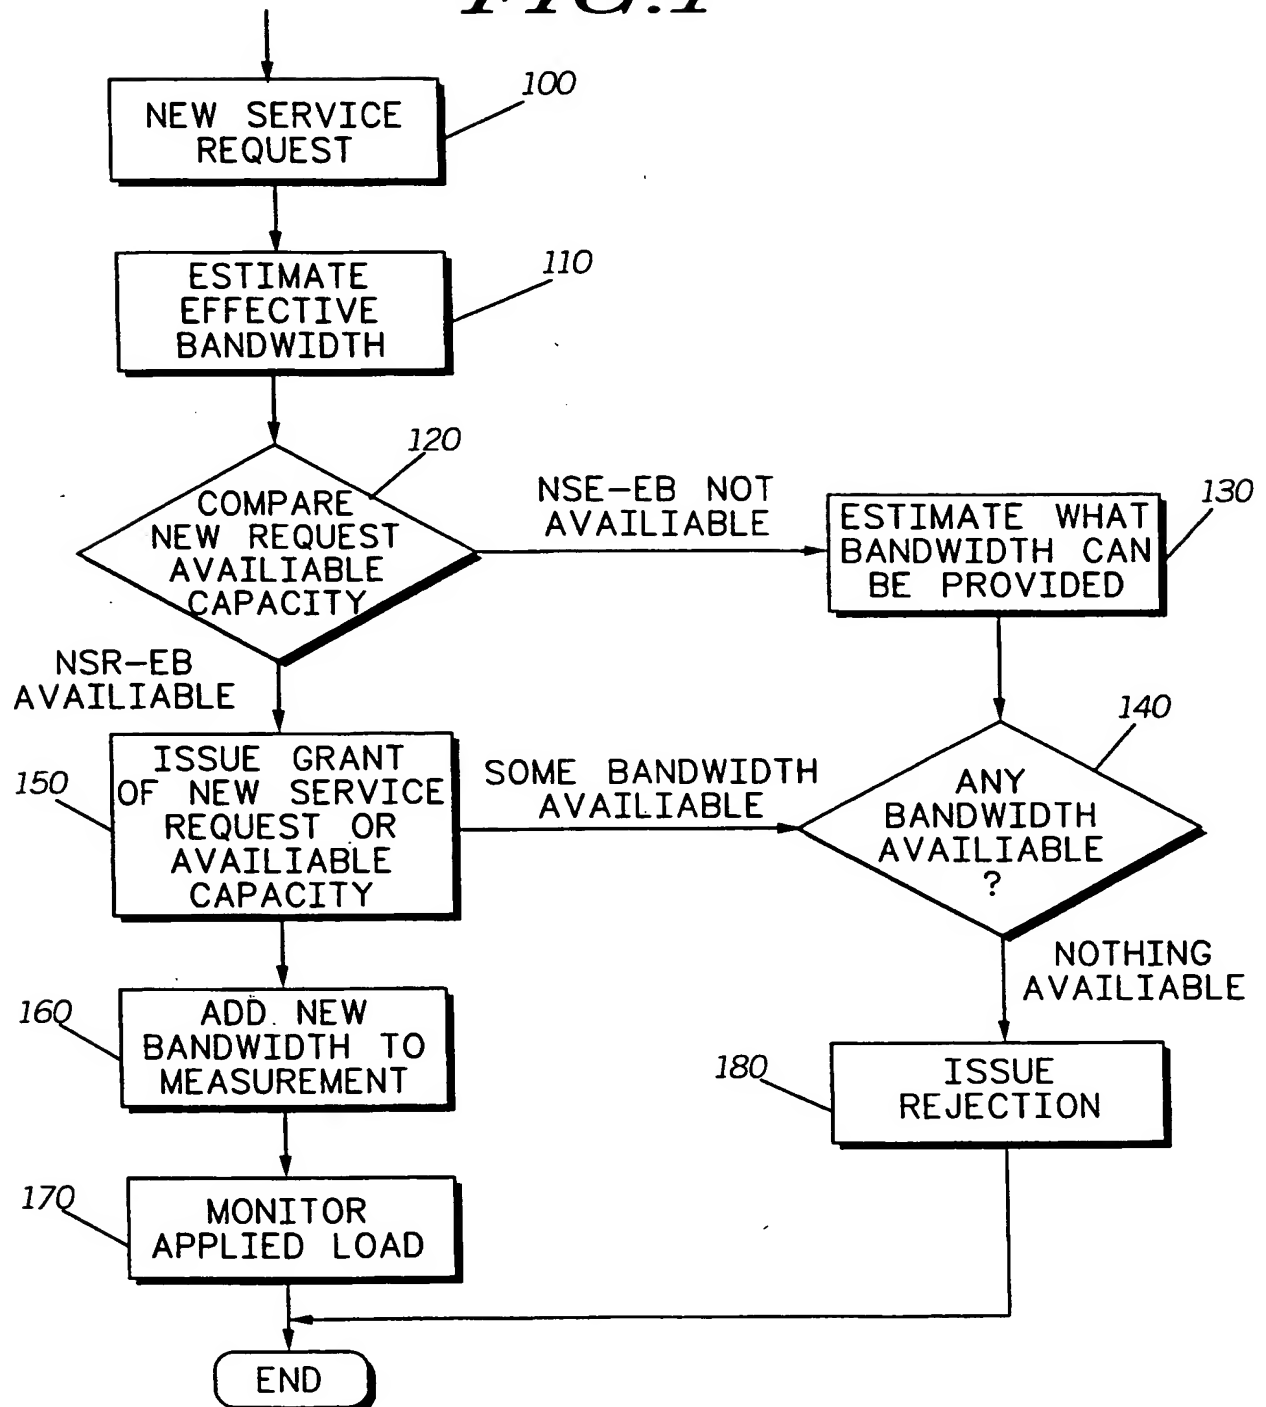 FIG.1
100
NEW SERVICE
REQUEST
110
ESTIMATE
EFFECTIVE
BANDWIDTH
120
COMPARE
NEW REQUEST
AVAILIABLE
CAPACITY
NSE-EB NOT
AVAILIABLE
130
ESTIMATE WHAT
BANDWIDTH CAN
BE PROVIDED
NSR-EB
AVAILIABLE
140
ANY
BANDWIDTH
AVAILIABLE
?
150
ISSUE GRANT
OF NEW SERVICE
REQUEST OR
AVAILIABLE
CAPACITY
SOME BANDWIDTH
AVAILIABLE
NOTHING
AVAILIABLE
160
ADD NEW
BANDWIDTH TO
MEASUREMENT
180
ISSUE
REJECTION
170
MONITOR
APPLIED LOAD
END